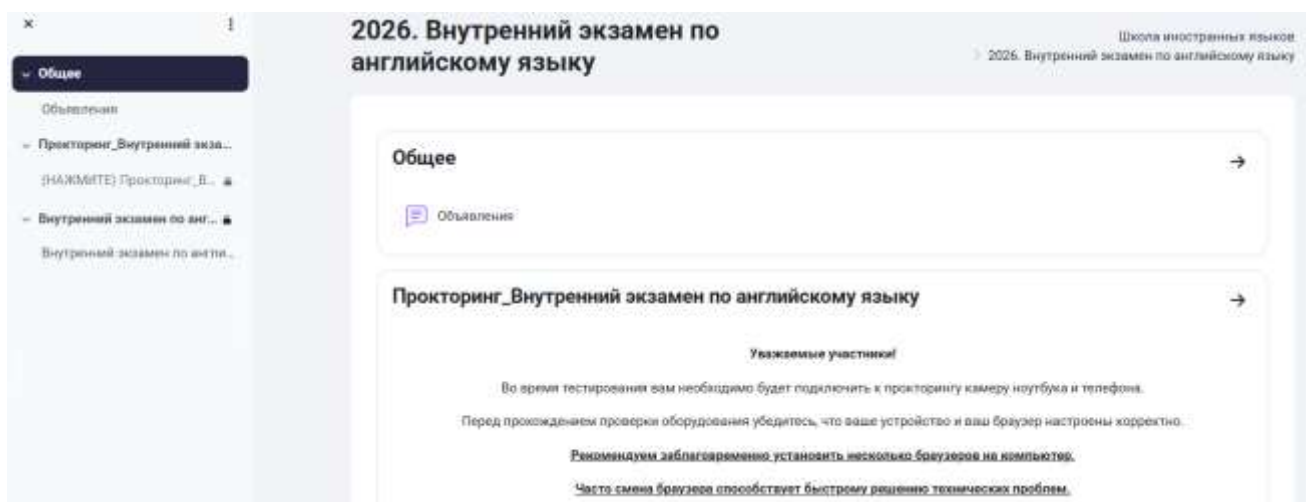 Общее
Объявления
Прокторинг_Внутренний экза...
(НАЖМИТЕ) Прокторинг_В...
Внутренний экзамен по анг...
Внутренний экзамен по англи...
2026. Внутренний экзамен по
английскому языку
Школа иностранных языков
2026. Внутренний экзамен по английскому языку
Общее
Объявления
Прокторинг_Внутренний экзамен по английскому языку
Уважаемые участники!
Во время тестирования вам необходимо будет подключить к прокторингу камеру ноутбука и телефона.
Перед прохождением проверки оборудования убедитесь, что ваше устройство и ваш браузер настроены корректно.
Рекомендуем заблаговременно установить несколько браузеров на компьютер.
Часто смена браузера способствует быстрому решению технических проблем.